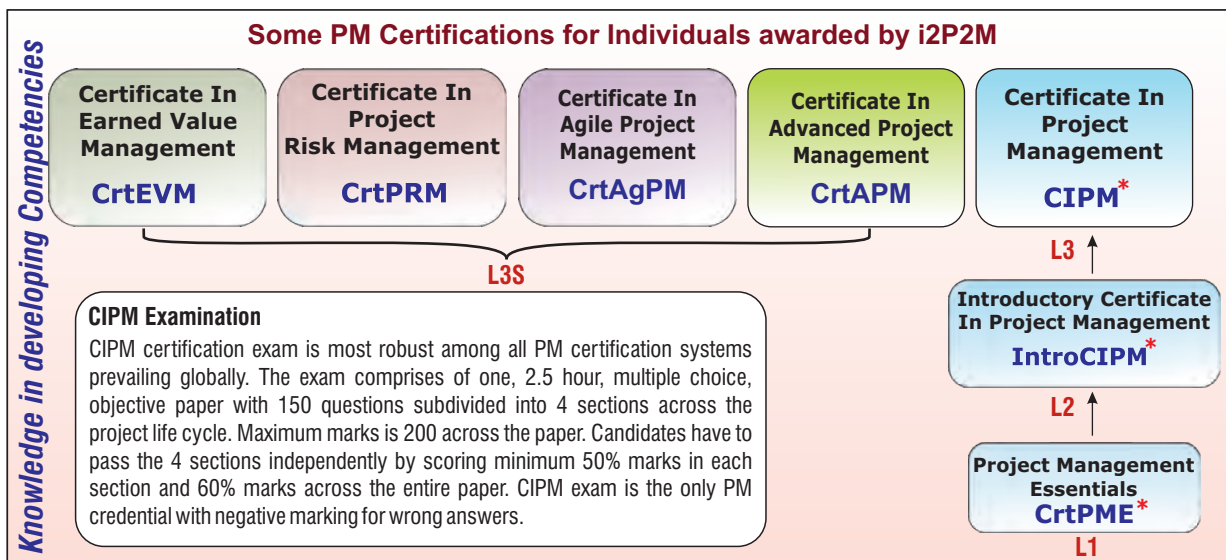 Some PM Certifications for Individuals awarded by i2P2M
Knowledge in developing Competencies
Certificate In
Earned Value
Management
CrtEVM
Certificate In
Project
Risk Management
CrtPRM
Certificate In
Agile Project
Management
CrtAgPM
Certificate In
Advanced Project
Management
CrtAPM
Certificate In
Project
Management
CIPM*
L3S
L3
CIPM Examination
CIPM certification exam is most robust among all PM certification systems
prevailing globally. The exam comprises of one, 2.5 hour, multiple choice,
objective paper with 150 questions subdivided into 4 sections across the
project life cycle. Maximum marks is 200 across the paper. Candidates have to
pass the 4 sections independently by scoring minimum 50% marks in each
section and 60% marks across the entire paper. CIPM exam is the only PM
credential with negative marking for wrong answers.
Introductory Certificate
In Project Management
IntroCIPM*
L2
Project Management
Essentials
CrtPME*
L1